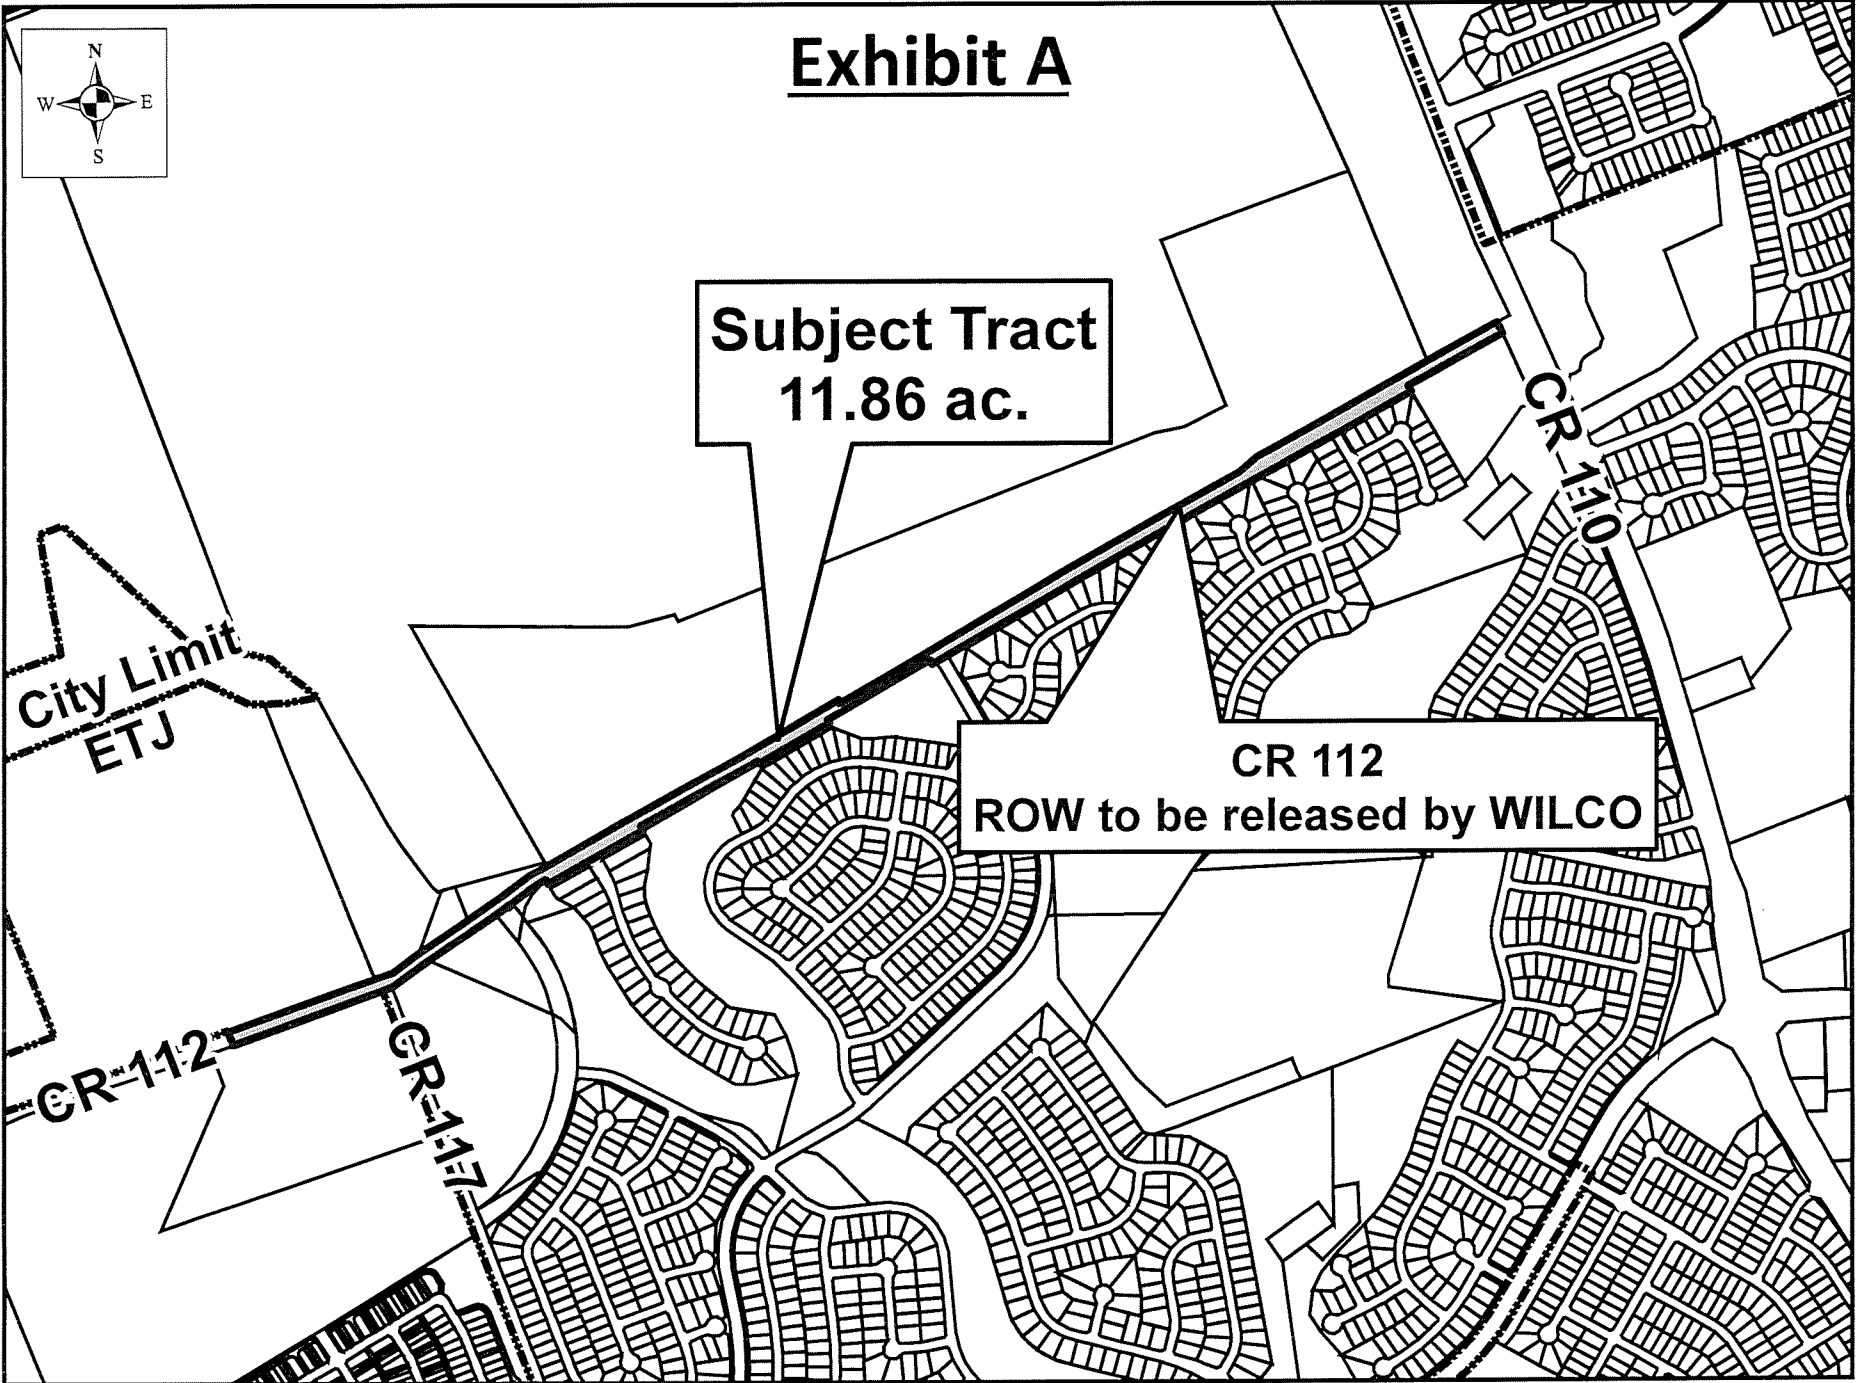 Exhibit A
N
W E
S
Subject Tract
11.86 ac.
CR 110
City Limit
ETJ
CR 112
ROW to be released by WILCO
CR 112
CR 117